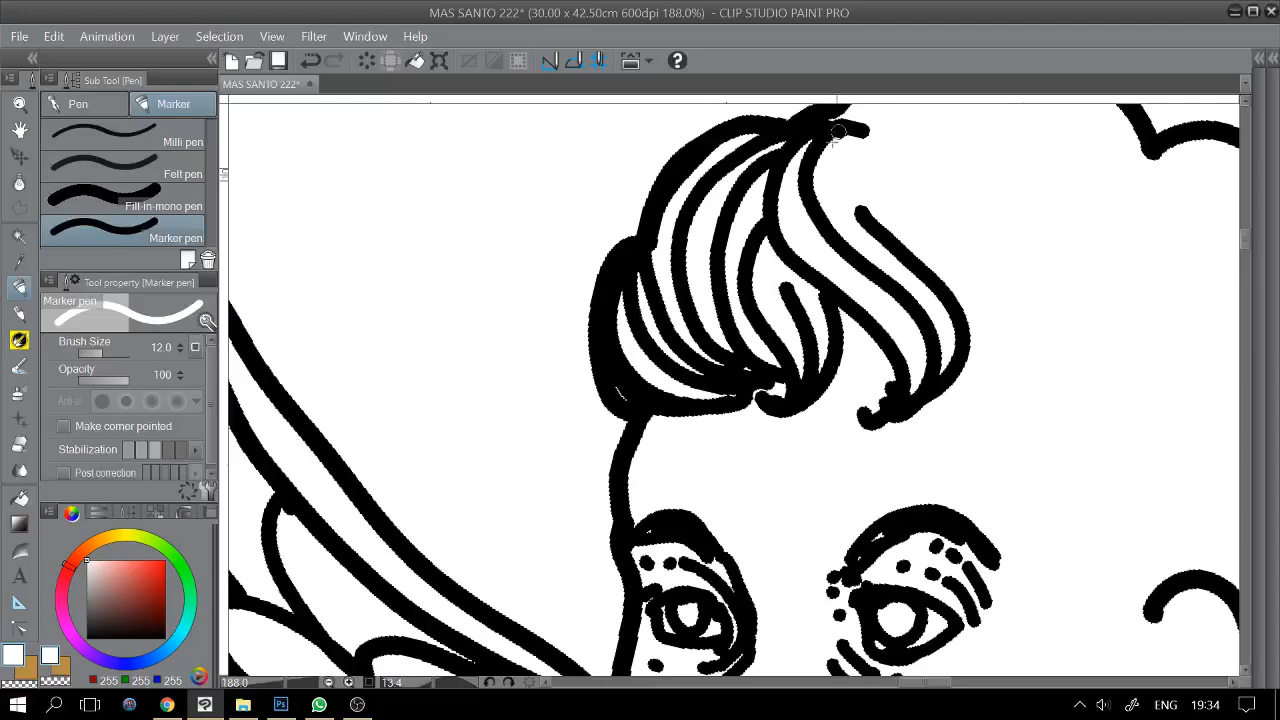 MAS SANTO 222* (30.00 x 42.50cm 600dpi 188.0%) - CLIP STUDIO PAINT PRO
File Edit Animation Layer Selection View Filter Window Help
Sub Tool [Pen]
MAS SANTO 222*
Pen Marker
Milli pen
Felt pen
Fill-in mono pen
Marker pen
Tool property [Marker pen]
Marker pen
Brush Size 12.0
Opacity 100
Anti-al
Make corner pointed
Stabilization
Post correction
255 255 255
188.0 13.4
ENG 19:34